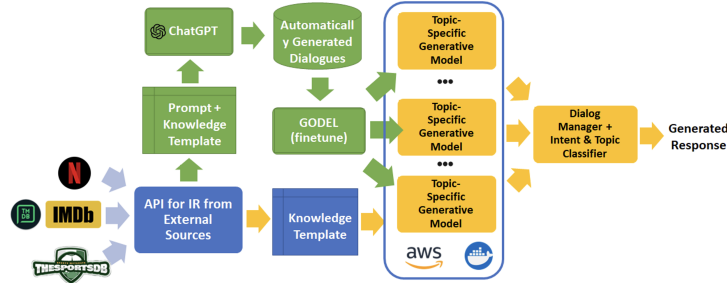 ChatGPT
Automaticall
y Generated
Dialogues
Topic-
Specific
Generative
Model
•••
Prompt +
Knowledge
Template
GODEL
(finetune)
Topic-
Specific
Generative
Model
•••
Dialog
Manager +
Intent & Topic
Classifier
Generated
Response
N
TM
DB
IMDb
API for IR from
External
Sources
Knowledge
Template
Topic-
Specific
Generative
Model
THESPORTSDB
aws